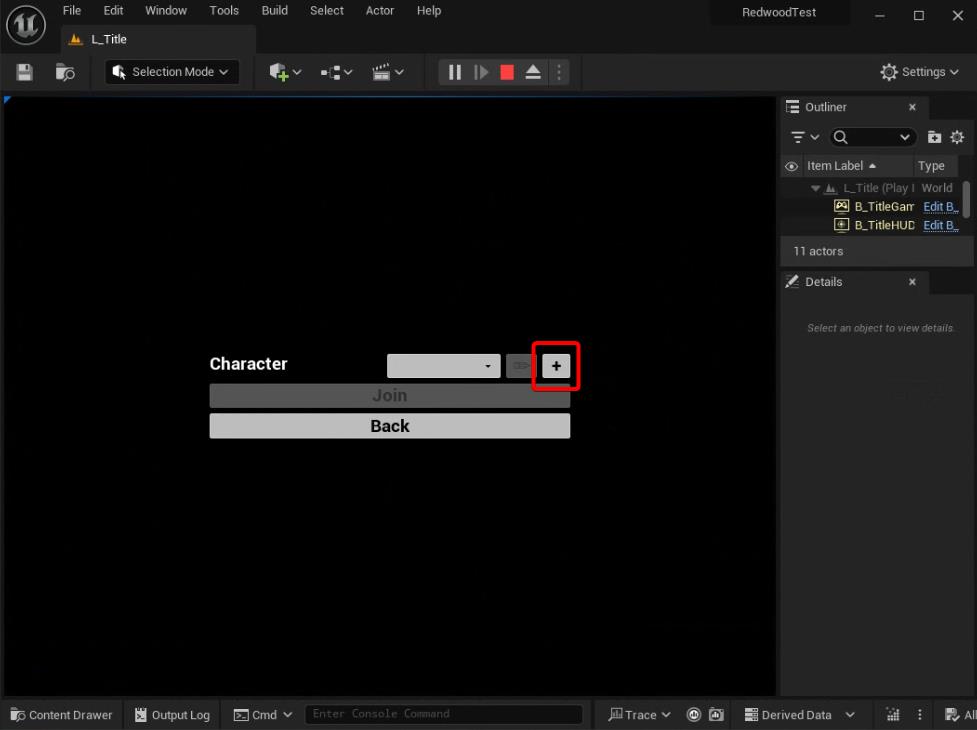 File Edit Window Tools Build Select Actor Help RedwoodTest
L_Title
Selection Mode Settings
Outliner
Item Label Type
L_Title (Play I World
B_TitleGam Edit B_
B_TitleHUD Edit B_
11 actors
Details
Select an object to view details.
Character +
Join
Back
Content Drawer Output Log Cmd Enter Console Command Trace Derived Data All